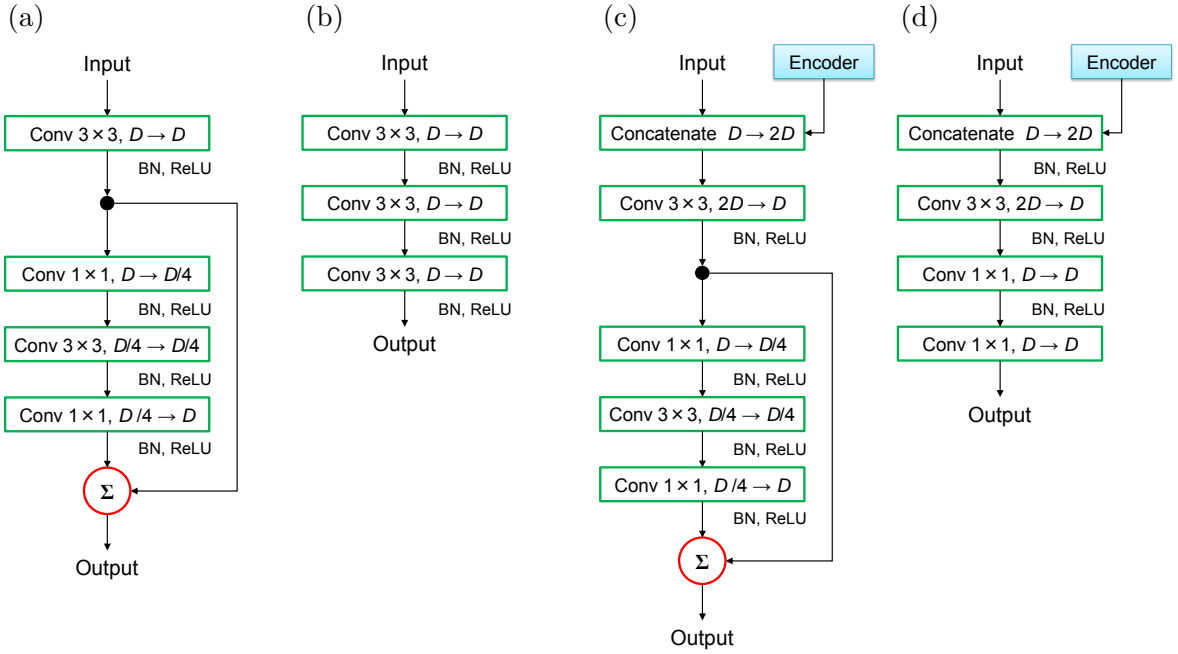 (a)
Input
Conv 3 × 3, D → D
BN, ReLU
Conv 1 × 1, D → D/4
BN, ReLU
Conv 3 × 3, D/4 → D/4
BN, ReLU
Conv 1 × 1, D /4 → D
BN, ReLU
Σ
Output
(b)
Input
Conv 3 × 3, D → D
BN, ReLU
Conv 3 × 3, D → D
BN, ReLU
Conv 3 × 3, D → D
BN, ReLU
Output
(c)
Input
Encoder
Concatenate D → 2D
Conv 3 × 3, 2D → D
BN, ReLU
Conv 1 × 1, D → D/4
BN, ReLU
Conv 3 × 3, D/4 → D/4
BN, ReLU
Conv 1 × 1, D /4 → D
BN, ReLU
Σ
Output
(d)
Input
Encoder
Concatenate D → 2D
BN, ReLU
Conv 3 × 3, 2D → D
BN, ReLU
Conv 1 × 1, D → D
BN, ReLU
Conv 1 × 1, D → D
Output